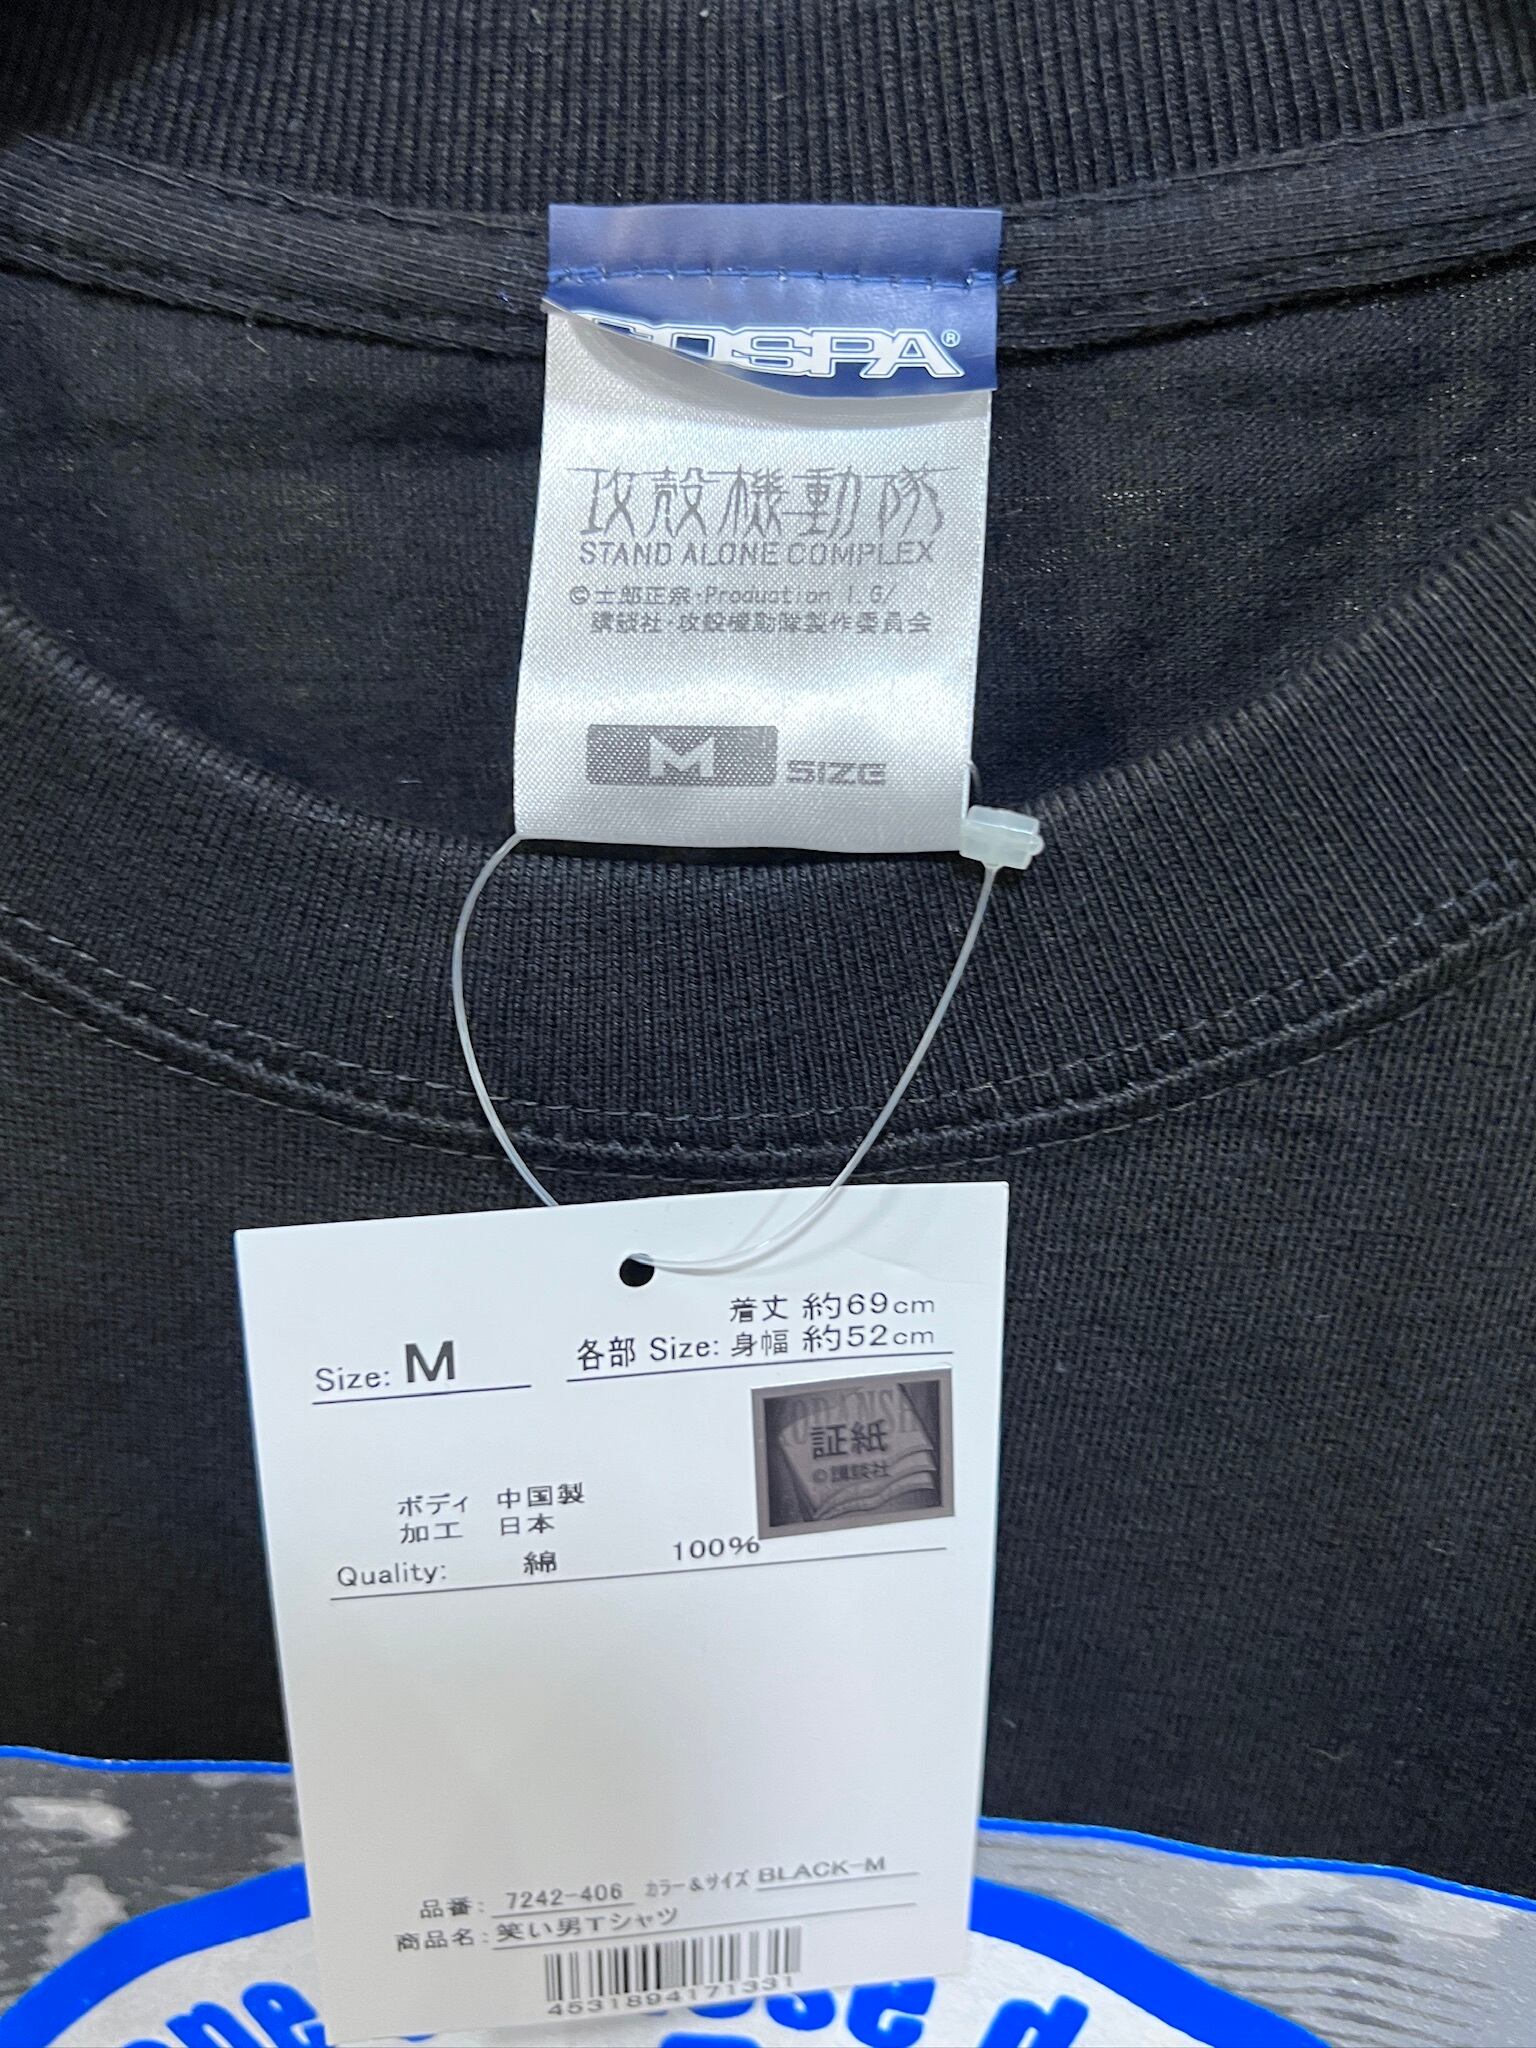 COSPA®
攻殻機動隊
STAND ALONE COMPLEX
©士郎正宗・Production I.G/
講談社・攻殻機動隊製作委員会
M SIZE
着丈 約69cm
Size: M 各部 Size: 身幅 約52cm
KODANSHA
証紙
©講談社
ボディ 中国製
加工 日本
Quality: 綿 100%
品番: 7242-406 カラー&サイズ BLACK-M
商品名: 笑い男Tシャツ
4531894171331